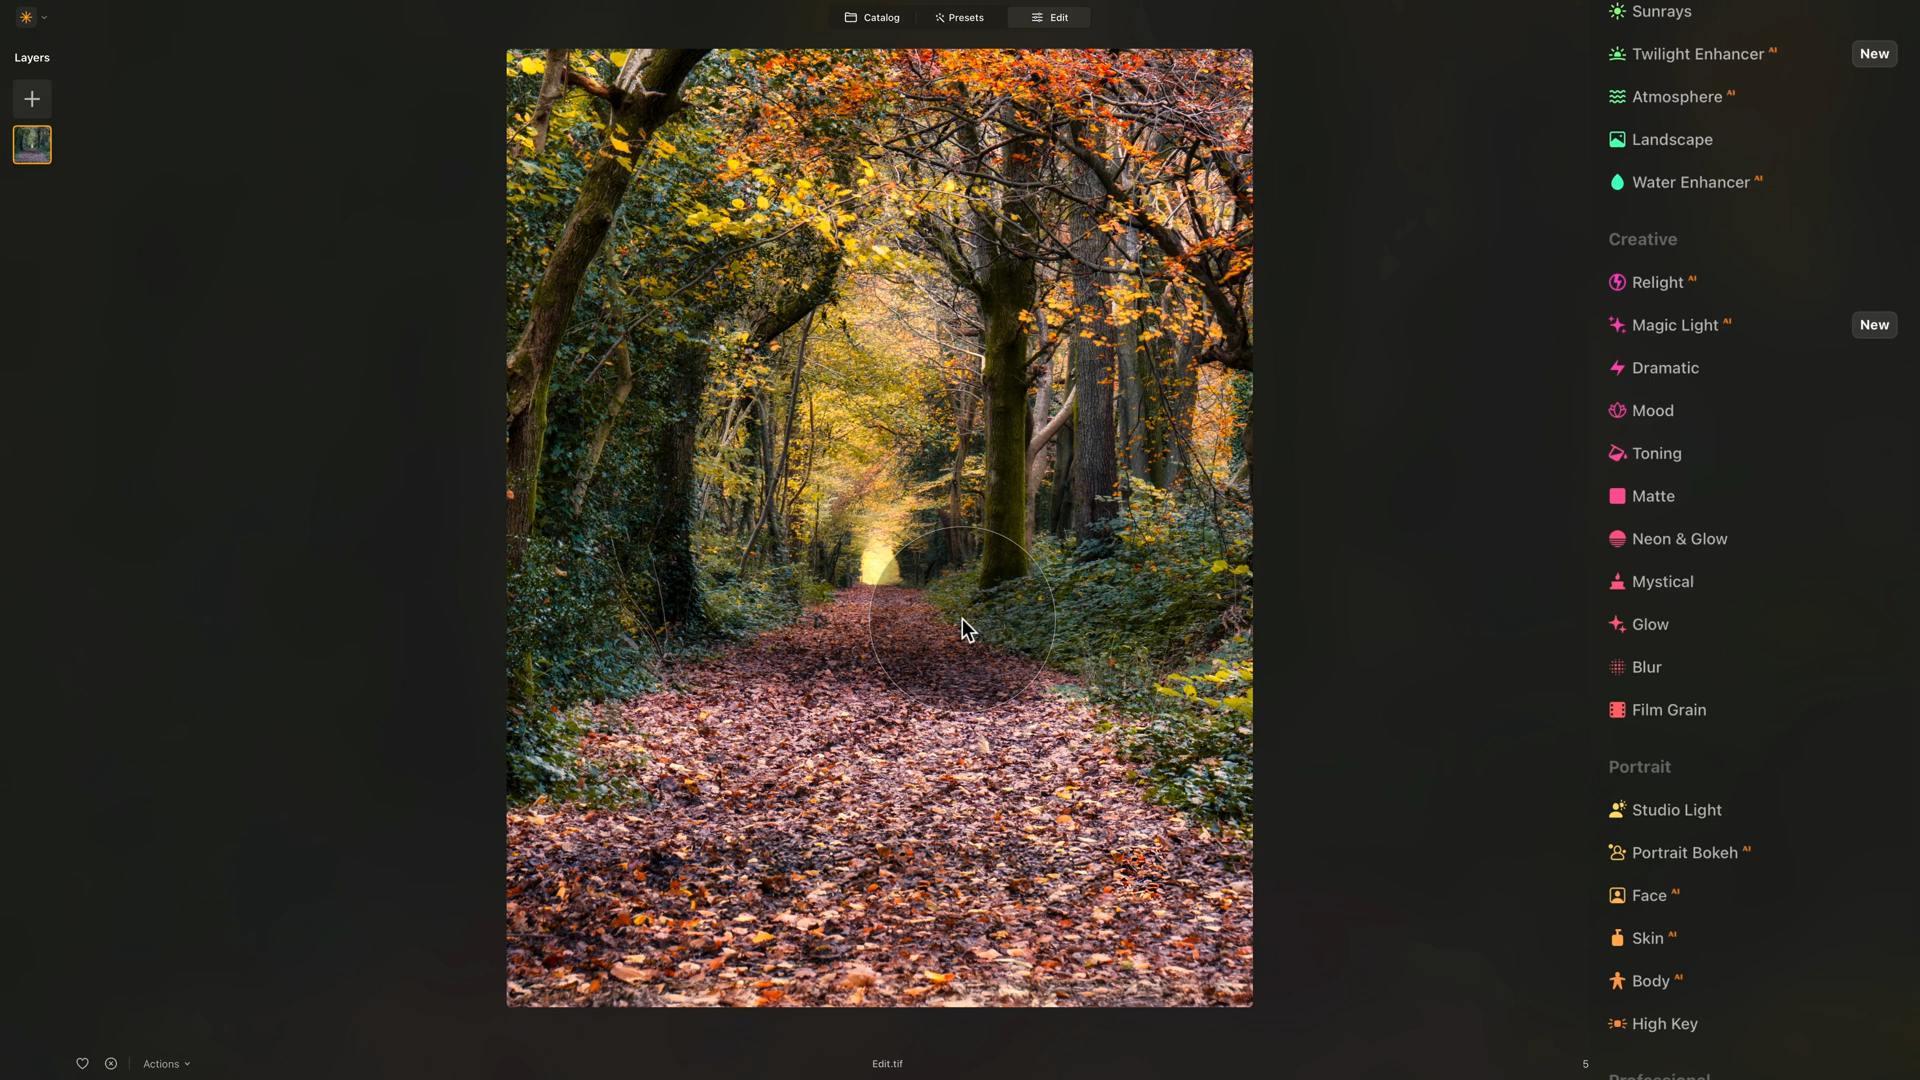 Catalog
Presets
Edit
Layers
Sunrays
Twilight Enhancer AI New
Atmosphere AI
Landscape
Water Enhancer AI
Creative
Relight AI
Magic Light AI New
Dramatic
Mood
Toning
Matte
Neon & Glow
Mystical
Glow
Blur
Film Grain
Portrait
Studio Light
Portrait Bokeh AI
Face AI
Skin AI
Body AI
High Key
Professional
Actions
Edit.tif
5